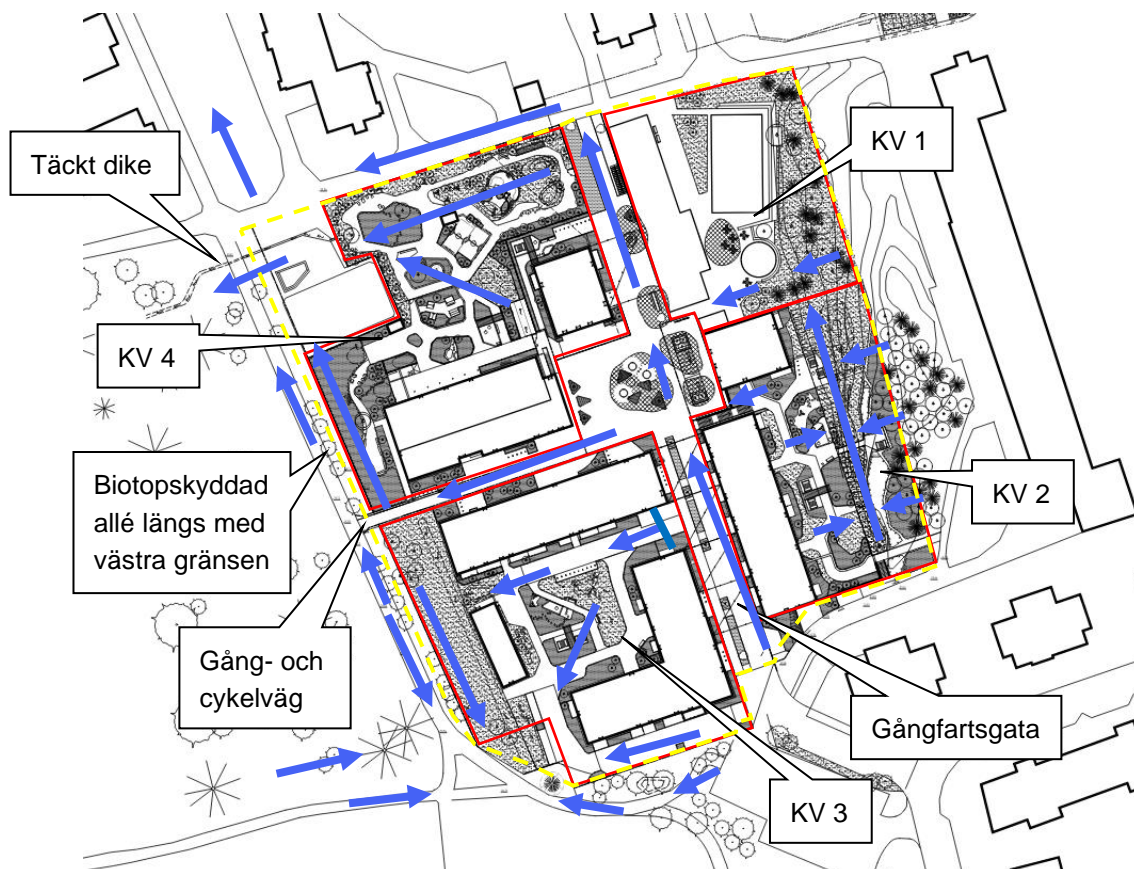 Täckt dike
KV 1
KV 4
KV 2
Biotopskyddad
allé längs med
västra gränsen
Gång- och
cykelväg
Gångfartsgata
KV 3